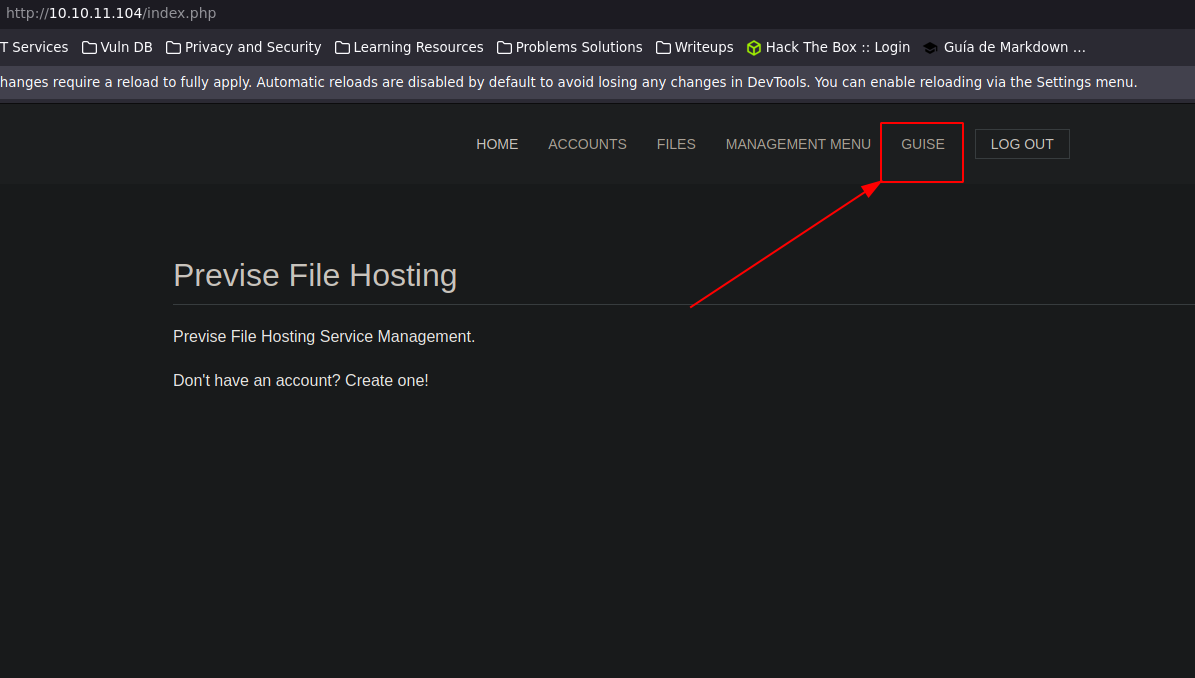 http://10.10.11.104/index.php
T Services Vuln DB Privacy and Security Learning Resources Problems Solutions Writeups Hack The Box :: Login Guía de Markdown ...
hanges require a reload to fully apply. Automatic reloads are disabled by default to avoid losing any changes in DevTools. You can enable reloading via the Settings menu.
HOME ACCOUNTS FILES MANAGEMENT MENU GUISE LOG OUT
Previse File Hosting
Previse File Hosting Service Management.
Don't have an account? Create one!